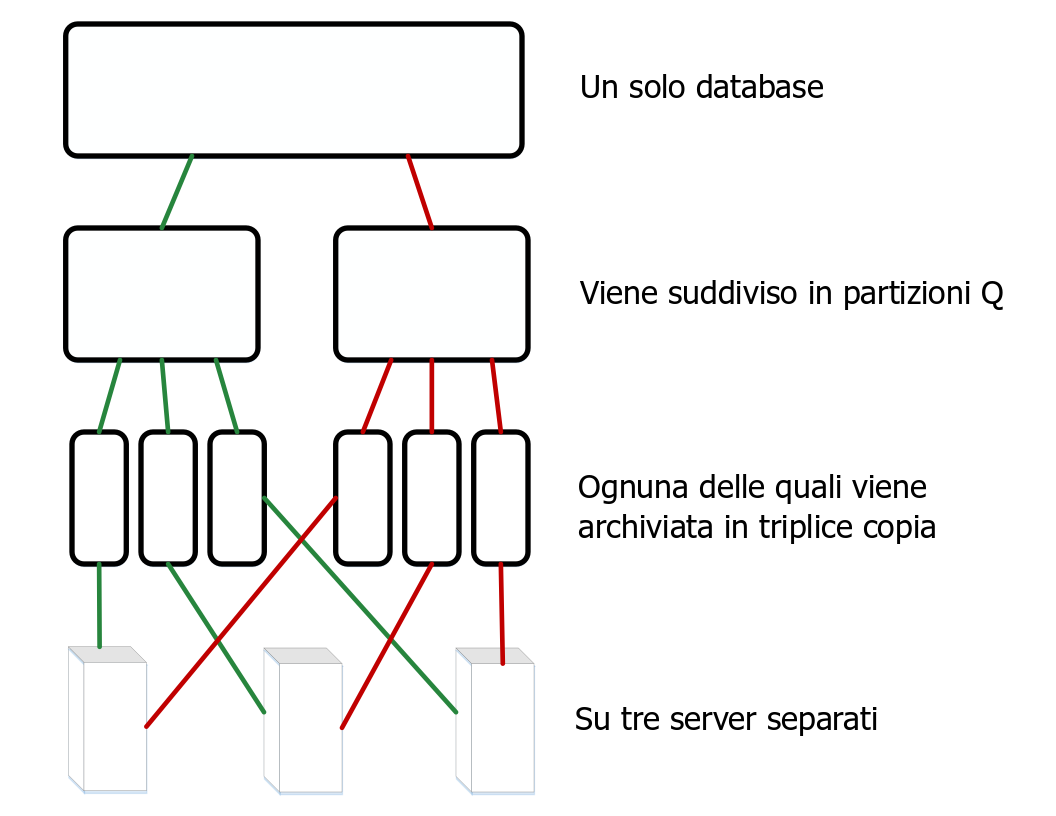 Un solo database
Viene suddiviso in partizioni Q
Ognuna delle quali viene
archiviata in triplice copia
Su tre server separati